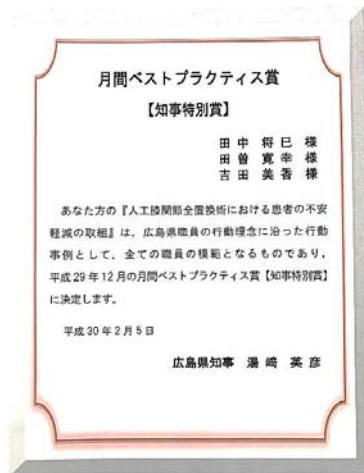 月間ベストプラクティス賞
【知事特別賞】
田中 将巳 様
田曽 寛幸 様
吉田 美香 様
あなた方の『人工膝関節全置換術における患者の不安
軽減の取組』は、広島県職員の行動理念に沿った行動
事例として、全ての職員の模範となるものであり、
平成29年12月の月間ベストプラクティス賞【知事特別賞】
に決定します。
平成30年2月5日
広島県知事 湯﨑 英彦